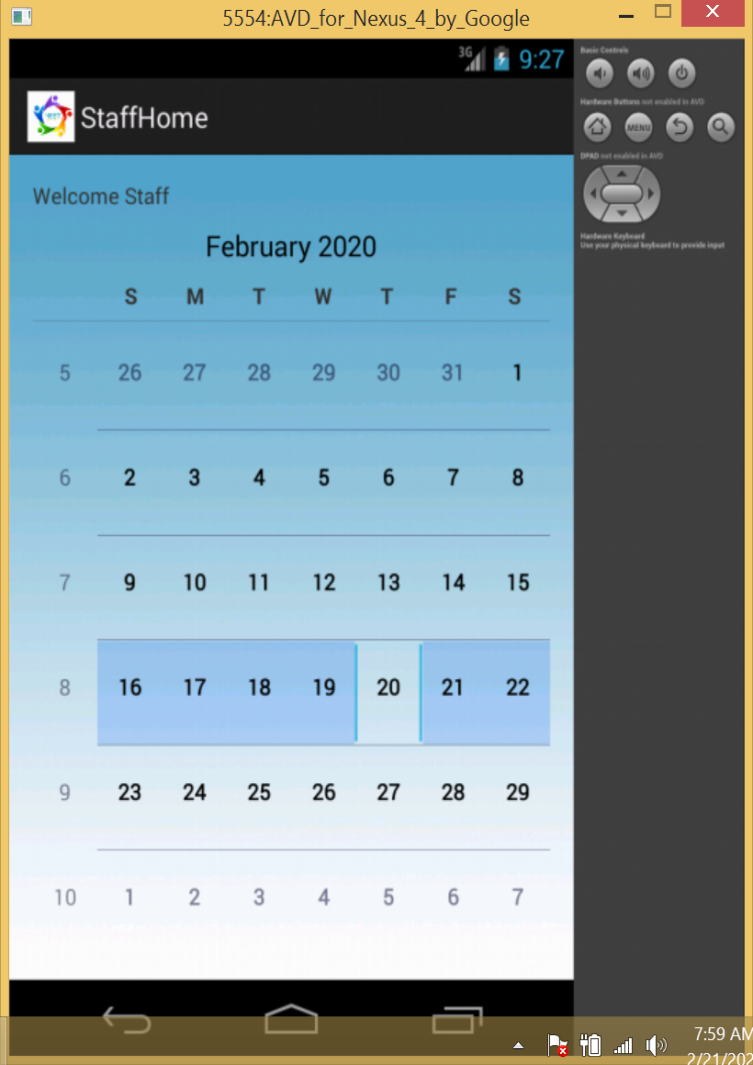 5554:AVD_for_Nexus_4_by_Google
3G 9:27
StaffHome
Welcome Staff
February 2020
S M T W T F S
5 26 27 28 29 30 31 1
6 2 3 4 5 6 7 8
7 9 10 11 12 13 14 15
8 16 17 18 19 20 21 22
9 23 24 25 26 27 28 29
10 1 2 3 4 5 6 7
Basic Controls
Hardware Buttons not enabled in AVD
MENU
DPAD not enabled in AVD
Hardware Keyboard
Use your physical keyboard to provide input
7:59 AM
2/21/202